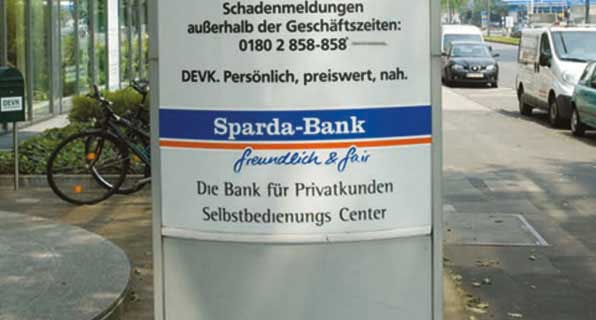 Schadenmeldungen
außerhalb der Geschäftszeiten:
0180 2 858-858
DEVK. Persönlich, preiswert, nah.
DEVK
Sparda-Bank
freundlich & fair
Die Bank für Privatkunden
Selbstbedienungs Center